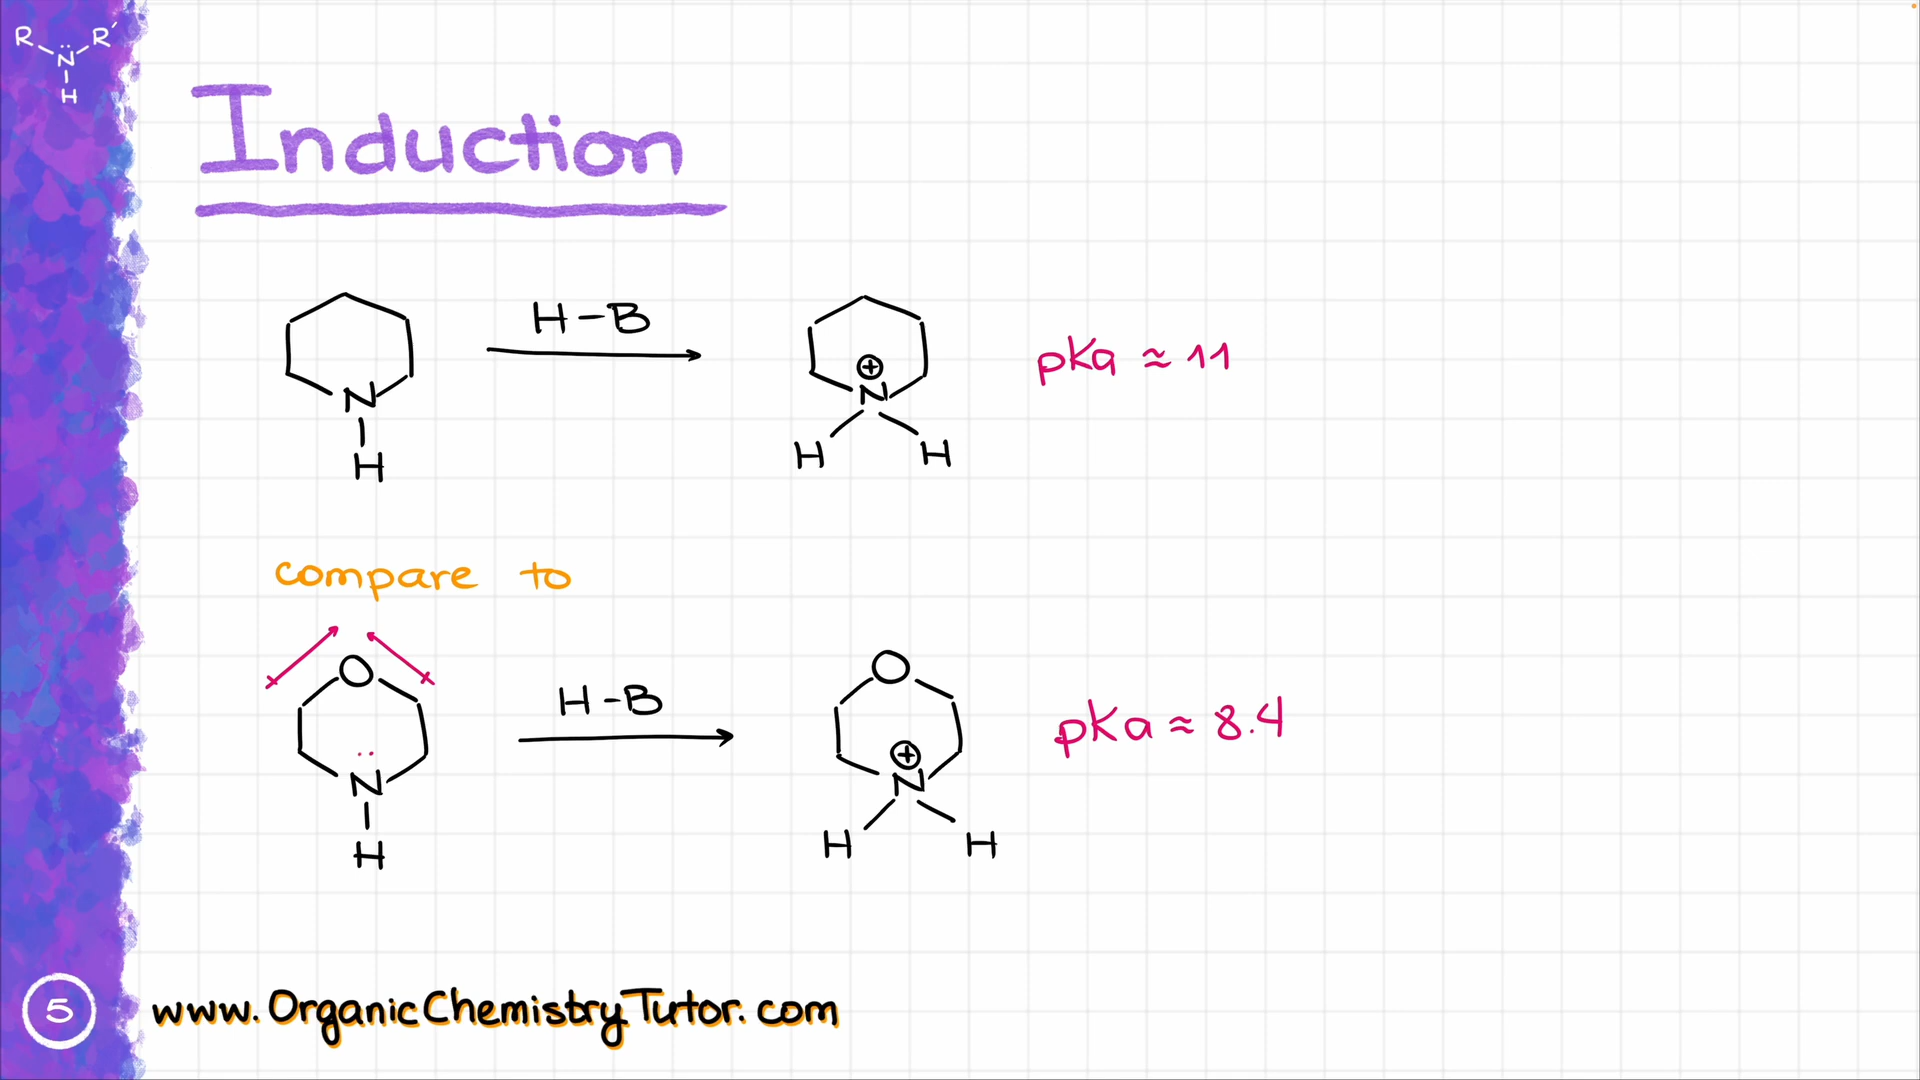 R N R'
H
Induction
H-B
N
H
⊕
N
H H
pKa ≈ 11
compare to
O
N
H
H-B
O
⊕
N
H H
pKa ≈ 8.4
5
www.OrganicChemistryTutor.com